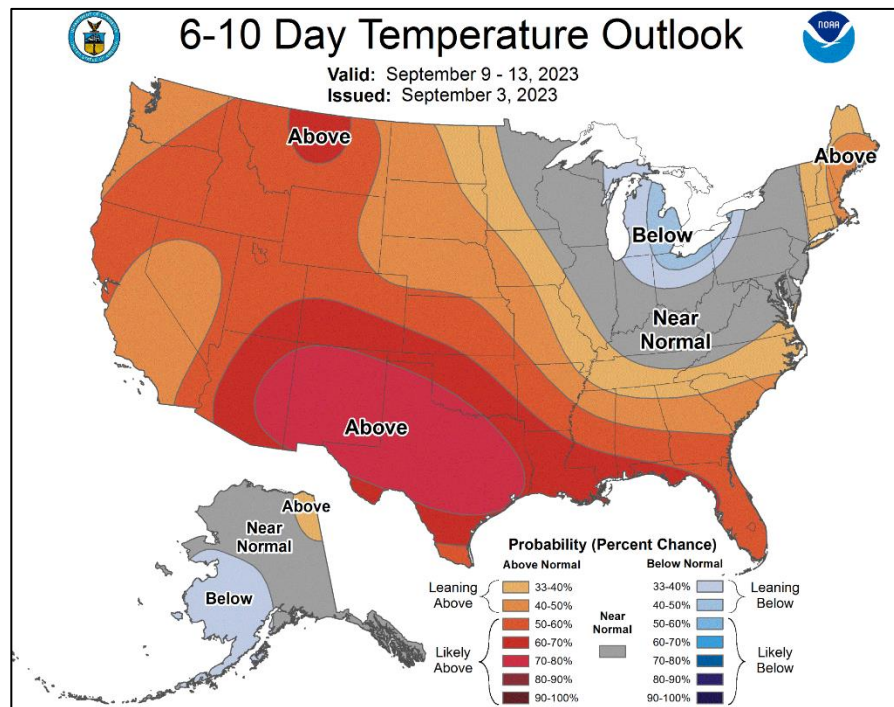 6-10 Day Temperature Outlook
NOAA
Valid: September 9 - 13, 2023
Issued: September 3, 2023
Above
Above
Below
Near
Normal
Above
Above
Near
Normal
Below
Probability (Percent Chance)
Above Normal
Below Normal
Leaning
Above
33-40%
40-50%
33-40%
40-50%
Leaning
Below
Near
Normal
Likely
Above
50-60%
60-70%
70-80%
80-90%
90-100%
50-60%
60-70%
70-80%
80-90%
90-100%
Likely
Below